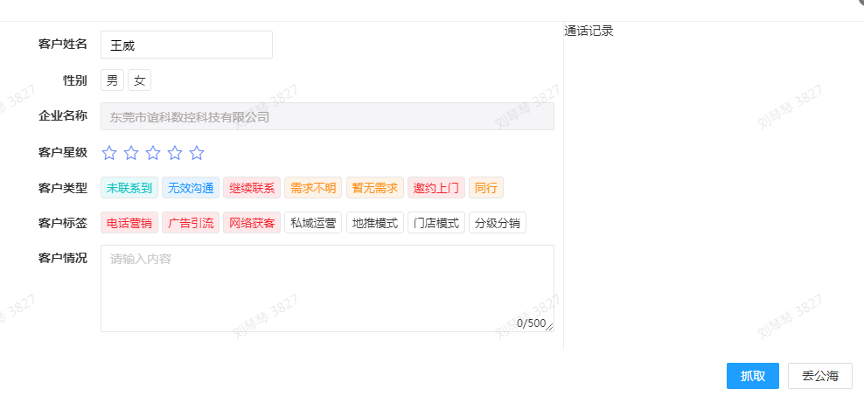 通话记录
客户姓名 王威
性别 男 女
企业名称 东莞市谊科数控科技有限公司
客户星级
客户类型 未联系到 无效沟通 继续联系 需求不明 暂无需求 邀约上门 同行
客户标签 电话营销 广告引流 网络获客 私域运营 地推模式 门店模式 分级分销
客户情况 请输入内容
0/500
抓取 丢公海
刘琴琴 3827
刘琴琴 3827
刘琴琴 3827
刘琴琴 3827
刘琴琴 3827
刘琴琴 3827
3827
3827